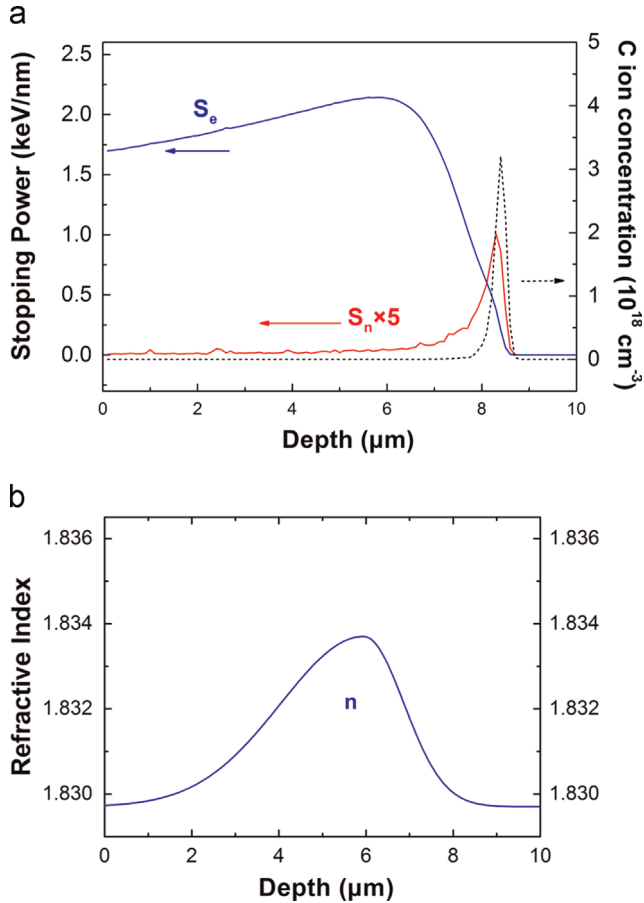 a
Stopping Power (keV/nm)
2.5
2.0
1.5
1.0
0.5
0.0
Sₑ
Sₙ×5
5
4
3
2
1
0
C ion concentration (10¹⁸ cm⁻³)
0 2 4 6 8 10
Depth (μm)
b
Refractive Index
1.836
1.834
1.832
1.830
n
1.836
1.834
1.832
1.830
0 2 4 6 8 10
Depth (μm)